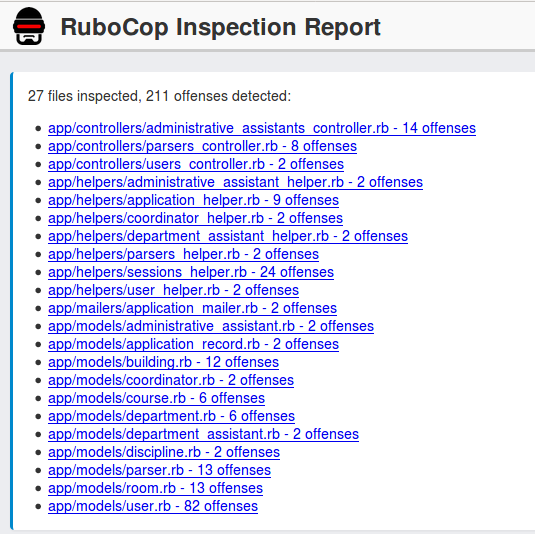 RuboCop Inspection Report
27 files inspected, 211 offenses detected:
app/controllers/administrative_assistants_controller.rb - 14 offenses
app/controllers/parsers_controller.rb - 8 offenses
app/controllers/users_controller.rb - 2 offenses
app/helpers/administrative_assistant_helper.rb - 2 offenses
app/helpers/application_helper.rb - 9 offenses
app/helpers/coordinator_helper.rb - 2 offenses
app/helpers/department_assistant_helper.rb - 2 offenses
app/helpers/parsers_helper.rb - 2 offenses
app/helpers/sessions_helper.rb - 24 offenses
app/helpers/user_helper.rb - 2 offenses
app/mailers/application_mailer.rb - 2 offenses
app/models/administrative_assistant.rb - 2 offenses
app/models/application_record.rb - 2 offenses
app/models/building.rb - 12 offenses
app/models/coordinator.rb - 2 offenses
app/models/course.rb - 6 offenses
app/models/department.rb - 6 offenses
app/models/department_assistant.rb - 2 offenses
app/models/discipline.rb - 2 offenses
app/models/parser.rb - 13 offenses
app/models/room.rb - 13 offenses
app/models/user.rb - 82 offenses